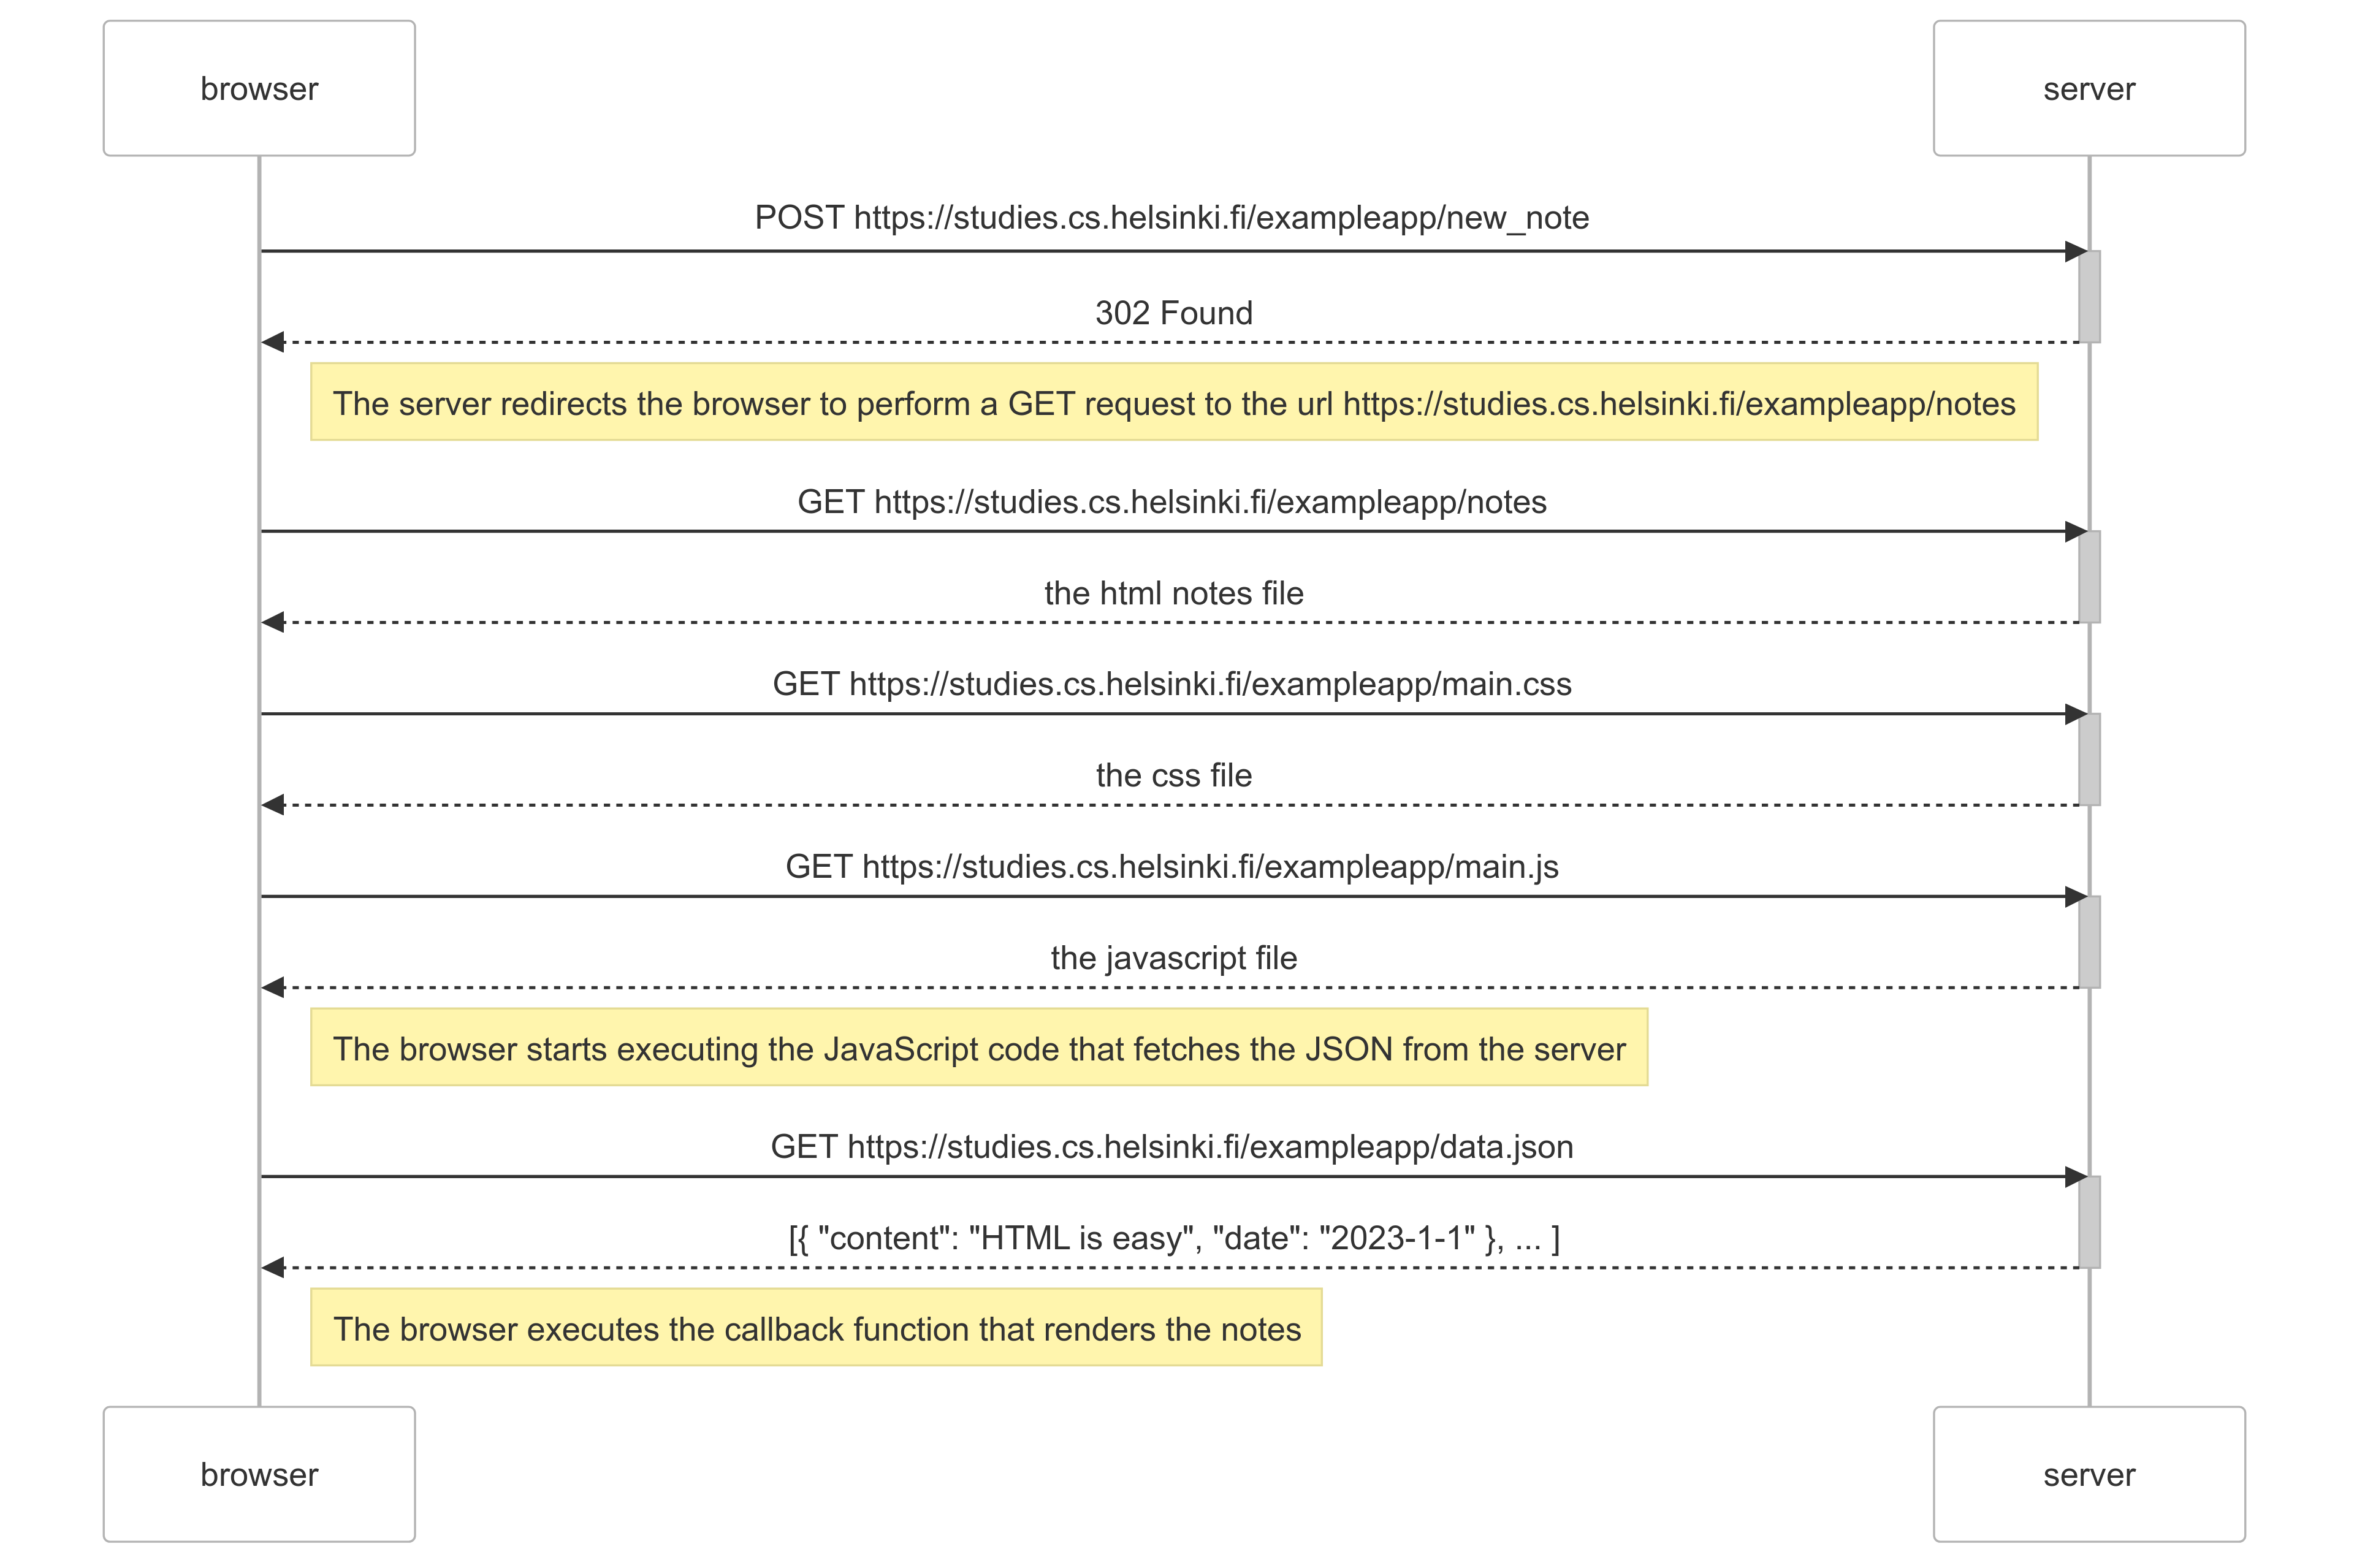 browser
server
POST https://studies.cs.helsinki.fi/exampleapp/new_note
302 Found
The server redirects the browser to perform a GET request to the url https://studies.cs.helsinki.fi/exampleapp/notes
GET https://studies.cs.helsinki.fi/exampleapp/notes
the html notes file
GET https://studies.cs.helsinki.fi/exampleapp/main.css
the css file
GET https://studies.cs.helsinki.fi/exampleapp/main.js
the javascript file
The browser starts executing the JavaScript code that fetches the JSON from the server
GET https://studies.cs.helsinki.fi/exampleapp/data.json
[{ "content": "HTML is easy", "date": "2023-1-1" }, ... ]
The browser executes the callback function that renders the notes
browser
server